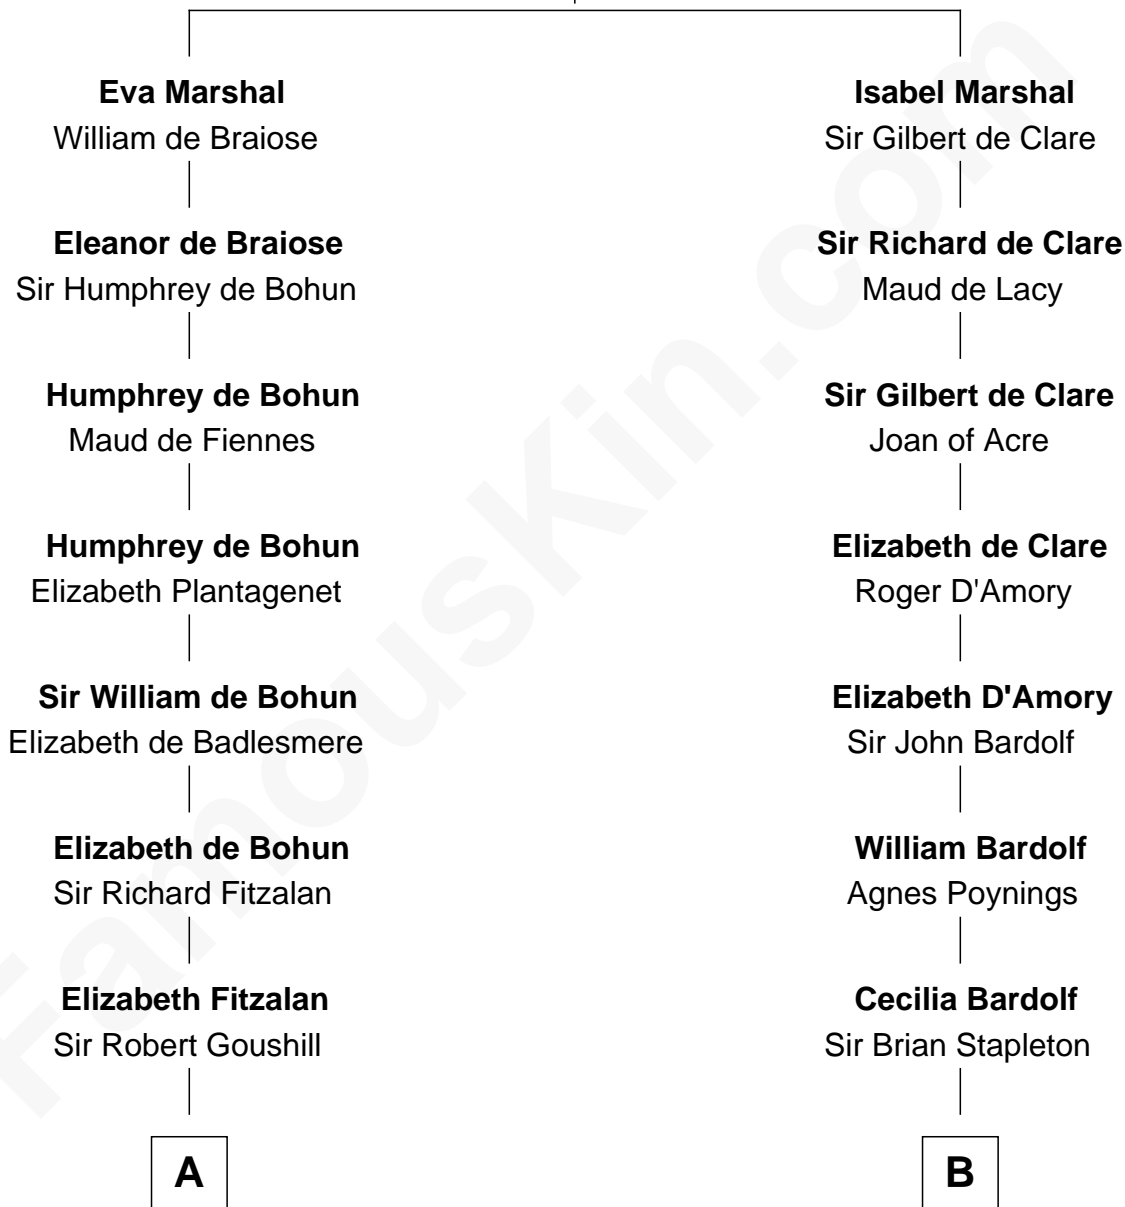 Eva Marshal
William de Braiose
Eleanor de Braiose
Sir Humphrey de Bohun
Humphrey de Bohun
Maud de Fiennes
Humphrey de Bohun
Elizabeth Plantagenet
Sir William de Bohun
Elizabeth de Badlesmere
Elizabeth de Bohun
Sir Richard Fitzalan
Elizabeth Fitzalan
Sir Robert Goushill
A
Isabel Marshal
Sir Gilbert de Clare
Sir Richard de Clare
Maud de Lacy
Sir Gilbert de Clare
Joan of Acre
Elizabeth de Clare
Roger D'Amory
Elizabeth D'Amory
Sir John Bardolf
William Bardolf
Agnes Poynings
Cecilia Bardolf
Sir Brian Stapleton
B
FamousKin.com